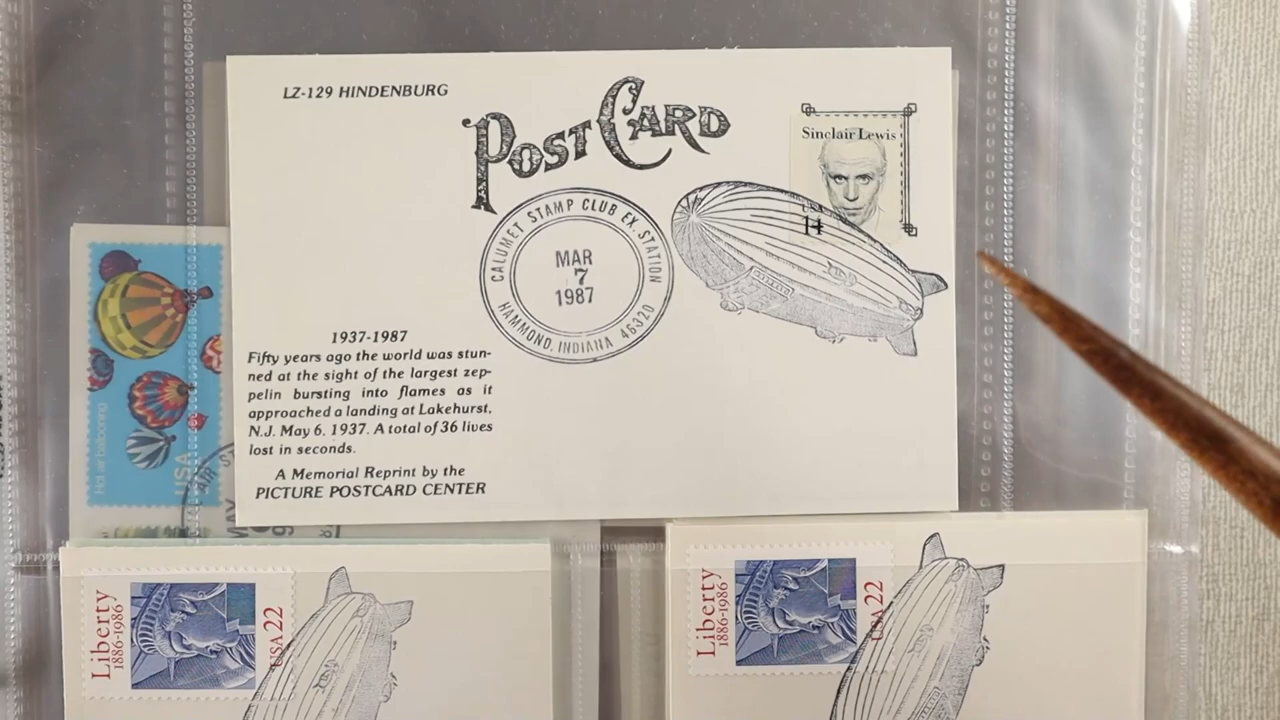 LZ-129 HINDENBURG
POST CARD
Sinclair Lewis
USA
14
CALUMET STAMP CLUB EX. STATION
MAR
7
1987
HAMMOND, INDIANA 46320
1937-1987
Fifty years ago the world was stun-
ned at the sight of the largest zep-
pelin bursting into flames as it
approached a landing at Lakehurst,
N.J. May 6, 1937. A total of 36 lives
lost in seconds.
A Memorial Reprint by the
PICTURE POSTCARD CENTER
Hot air ballooning
USA
AIR
Liberty
1886-1986
USA 22
Liberty
1886-1986
USA 22